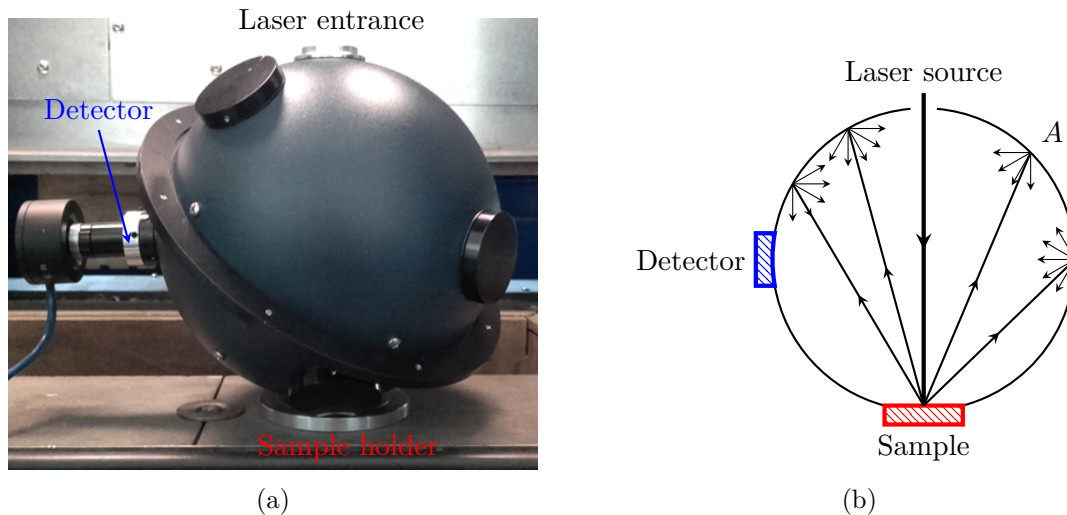 Laser entrance
Detector
Sample holder
(a)
Laser source
A
Detector
Sample
(b)